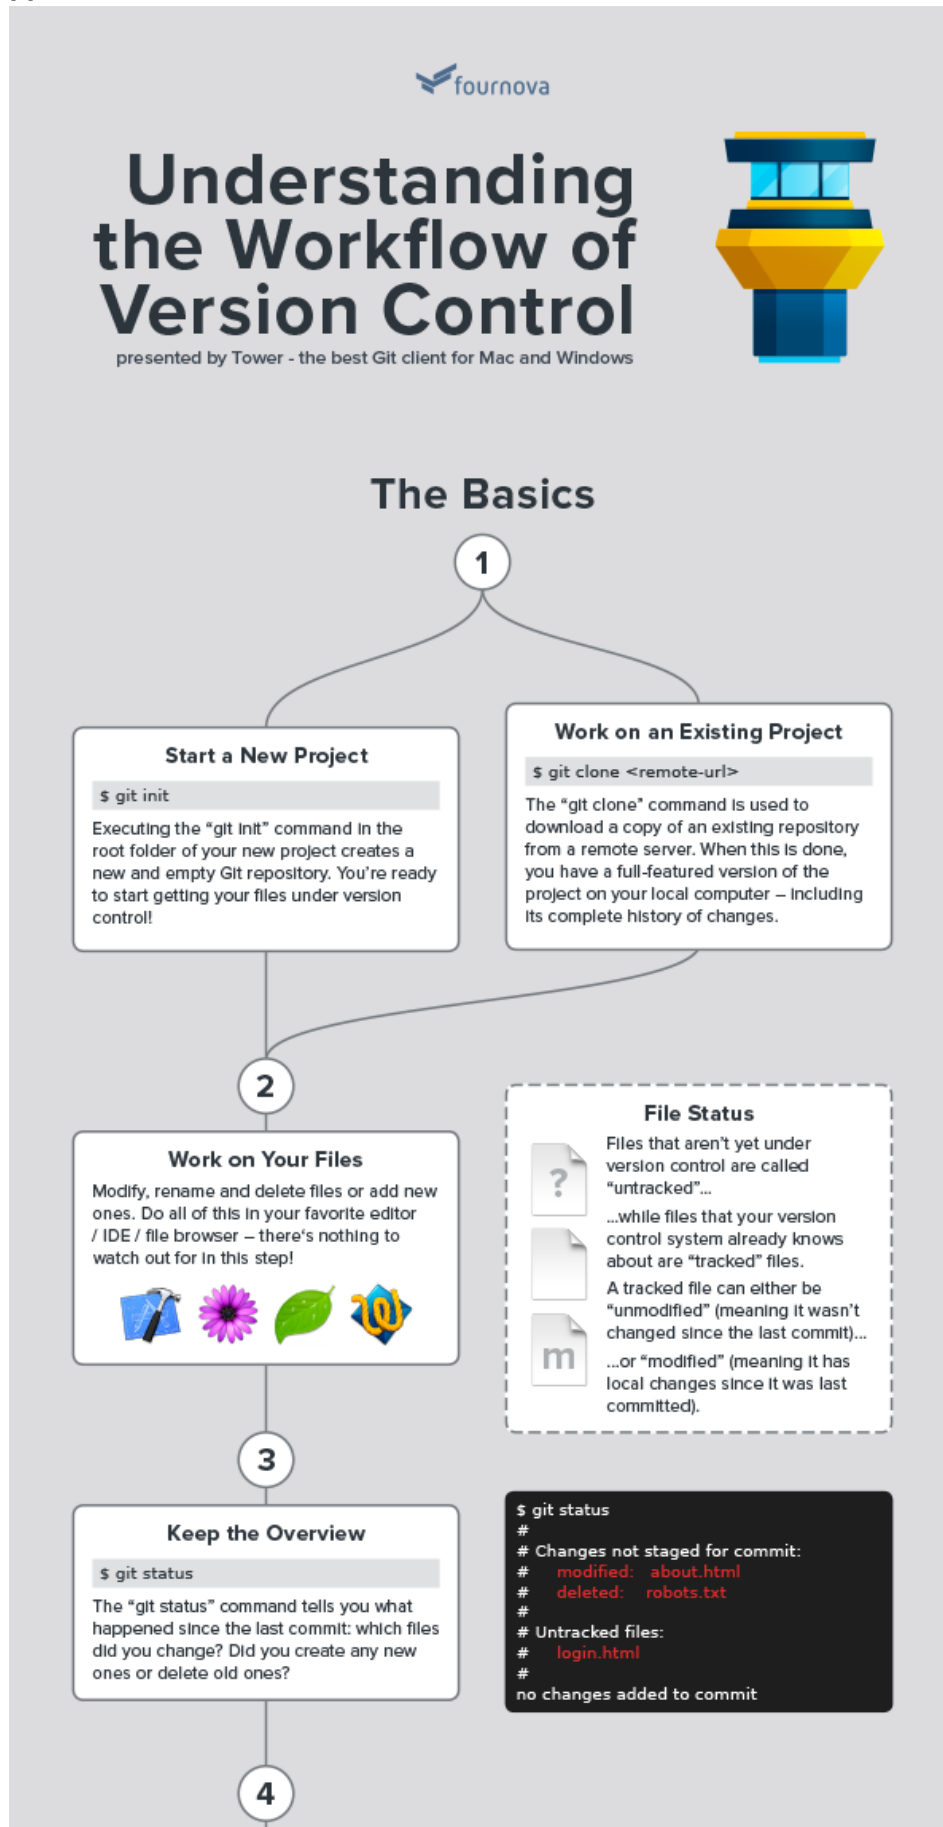 fournova
Understanding
the Workflow of
Version Control
presented by Tower - the best Git client for Mac and Windows
The Basics
1
Start a New Project
$ git init
Executing the “git init” command in the
root folder of your new project creates a
new and empty Git repository. You’re ready
to start getting your files under version
control!
Work on an Existing Project
$ git clone <remote-url>
The “git clone” command is used to
download a copy of an existing repository
from a remote server. When this is done,
you have a full-featured version of the
project on your local computer – including
its complete history of changes.
2
Work on Your Files
Modify, rename and delete files or add new
ones. Do all of this in your favorite editor
/ IDE / file browser – there‘s nothing to
watch out for in this step!
File Status
?
Files that aren’t yet under
version control are called
“untracked”...
...while files that your version
control system already knows
about are “tracked” files.
A tracked file can either be
“unmodified” (meaning it wasn’t
changed since the last commit)...
m
...or “modified” (meaning it has
local changes since it was last
committed).
3
Keep the Overview
$ git status
The “git status” command tells you what
happened since the last commit: which files
did you change? Did you create any new
ones or delete old ones?
$ git status
#
# Changes not staged for commit:
# modified: about.html
# deleted: robots.txt
#
# Untracked files:
# login.html
#
no changes added to commit
4